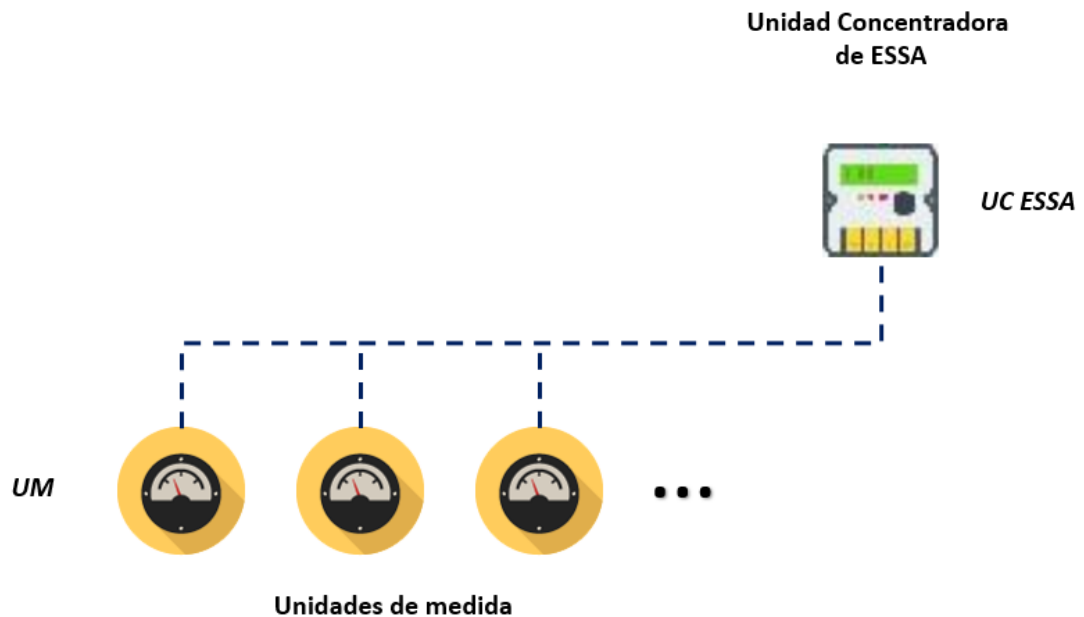 Unidad Concentradora
de ESSA
UC ESSA
UM
Unidades de medida